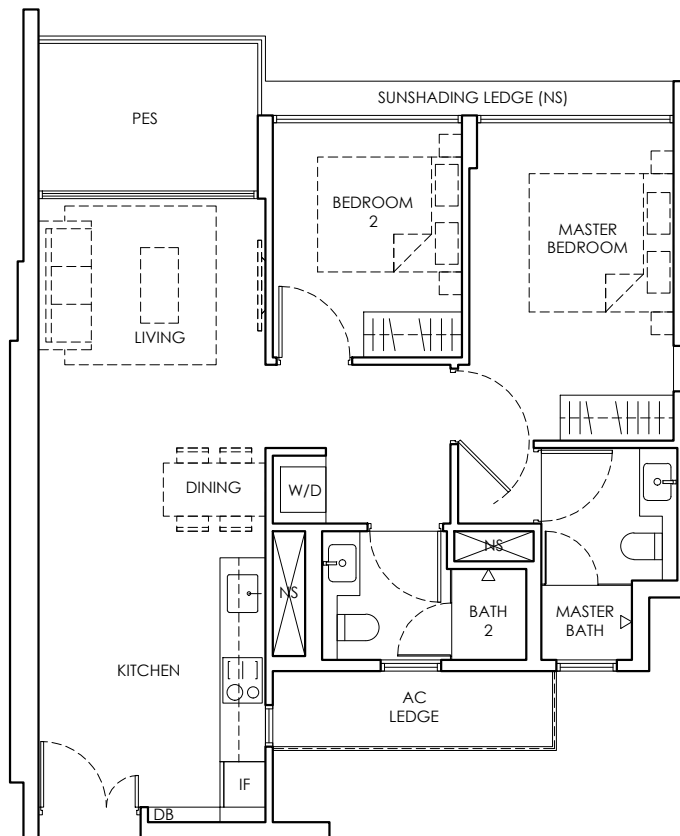 SUNSHADING LEDGE (NS)
PES
BEDROOM
2
MASTER
BEDROOM
LIVING
DINING
W/D
NS
NS
BATH
2
MASTER
BATH
KITCHEN
AC
LEDGE
IF
DB